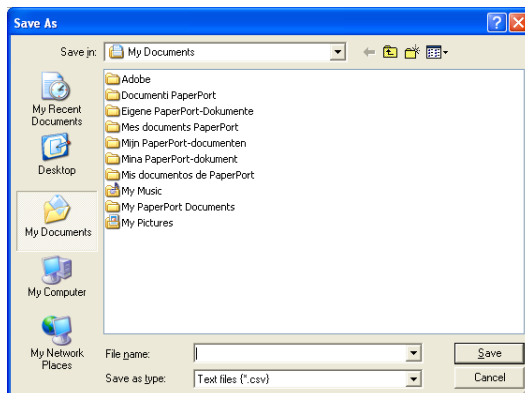 Save As
Save in:
My Documents
My Recent
Documents
Desktop
My Documents
My Computer
My Network
Places
Adobe
Documenti PaperPort
Eigene PaperPort-Dokumente
Mes documents PaperPort
Mijn PaperPort-documenten
Mina PaperPort-dokument
Mis documentos de PaperPort
My Music
My PaperPort Documents
My Pictures
File name:
Save
Save as type:
Text files {*.csv}
Cancel